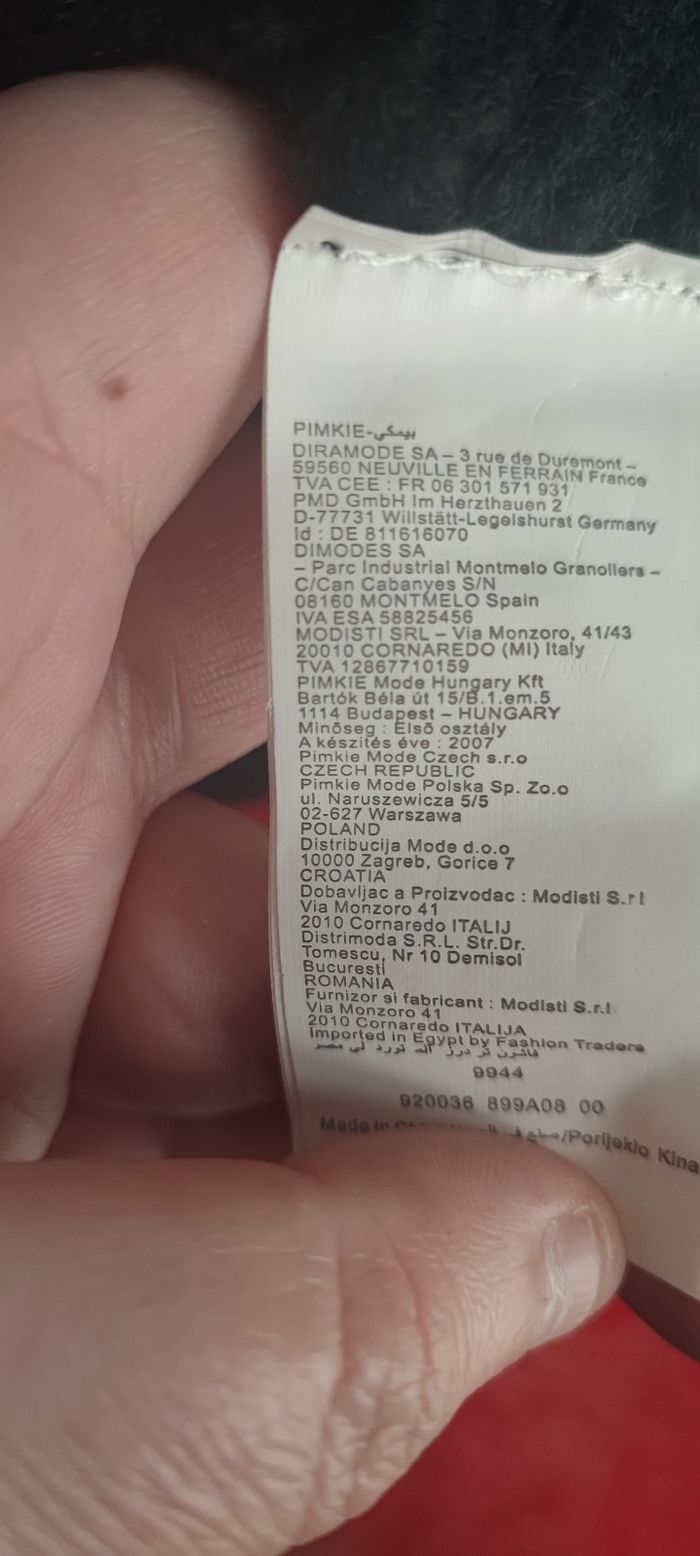 PIMKIE-بيمكي
DIRAMODE SA – 3 rue de Duremont –
59560 NEUVILLE EN FERRAIN France
TVA CEE : FR 06 301 571 931
PMD GmbH Im Herzthauen 2
D-77731 Willstätt-Legelshurst Germany
Id : DE 811616070
DIMODES SA
– Parc Industrial Montmelo Granollers –
C/Can Cabanyes S/N
08160 MONTMELO Spain
IVA ESA 58825456
MODISTI SRL – Via Monzoro, 41/43
20010 CORNAREDO (MI) Italy
TVA 12867710159
PIMKIE Mode Hungary Kft
Bartók Béla út 15/B.1.em.5
1114 Budapest – HUNGARY
Minõseg : Elsõ osztály
A készítés éve : 2007
Pimkie Mode Czech s.r.o
CZECH REPUBLIC
Pimkie Mode Polska Sp. Zo.o
ul. Naruszewicza 5/5
02-627 Warszawa
POLAND
Distribucija Mode d.o.o
10000 Zagreb, Gorice 7
CROATIA
Dobavljac a Proizvodac : Modisti S.r.l
Via Monzoro 41
2010 Cornaredo ITALIJ
Distrimoda S.R.L. Str.Dr.
Tomescu, Nr 10 Demisol
Bucuresti
ROMANIA
Furnizor si fabricant : Modisti S.r.l
Via Monzoro 41
2010 Cornaredo ITALIJA
Imported in Egypt by Fashion Traders
9944
920036 899A08 00
Made in /Porijeklo Kina